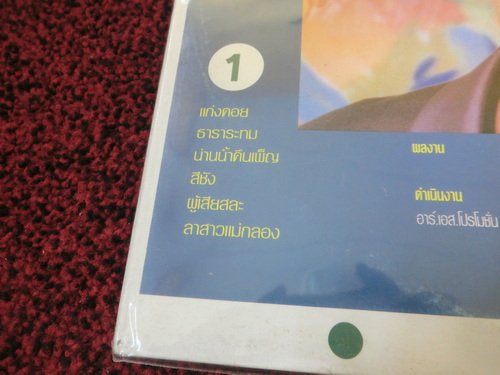 1
แก่งคอย
ธาราระทม
น่านน้ำคืนเพ็ญ
สีชัง
ผู้เสียสละ
ลาสาวแม่กลอง
ผลงาน
ดำเนินงาน
อาร์.เอส.โปรโมชั่น